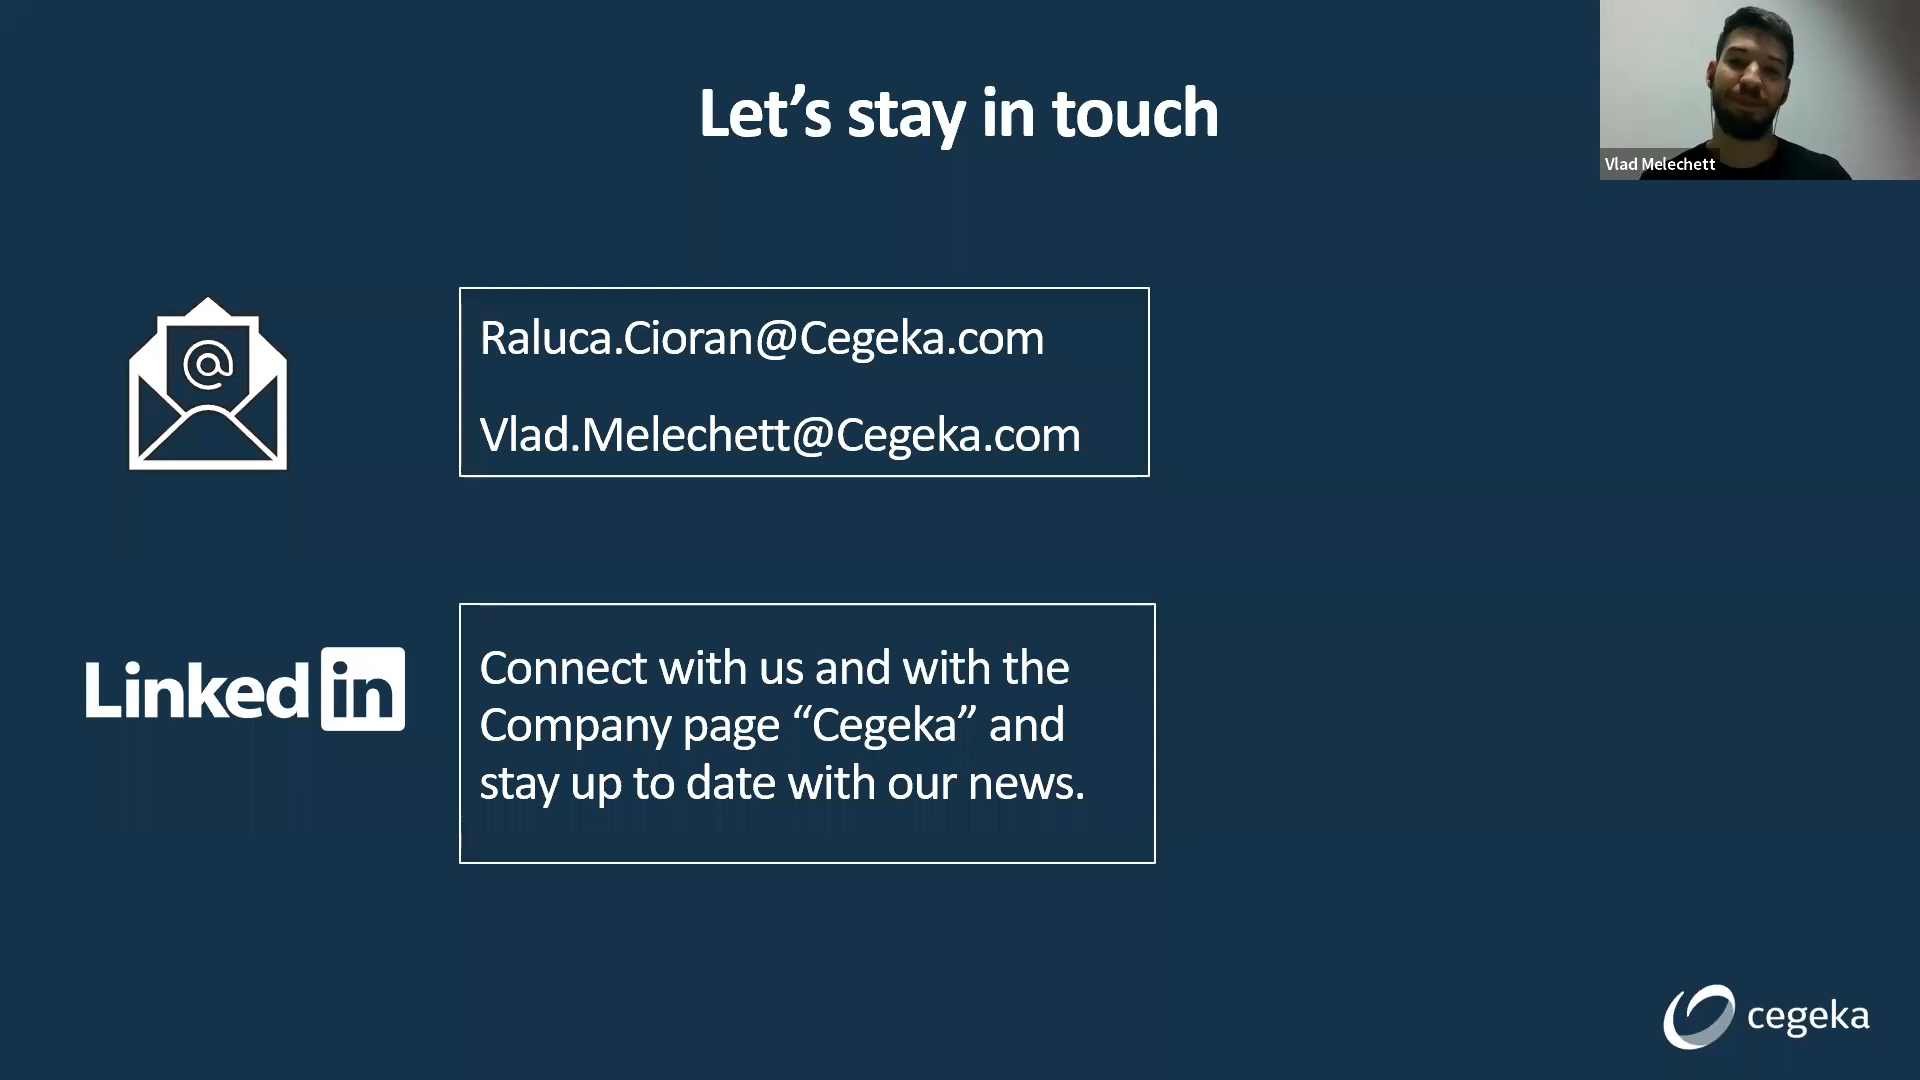 Let’s stay in touch
Vlad Melechett
@
Raluca.Cioran@Cegeka.com
Vlad.Melechett@Cegeka.com
Linked in
Connect with us and with the
Company page “Cegeka” and
stay up to date with our news.
cegeka